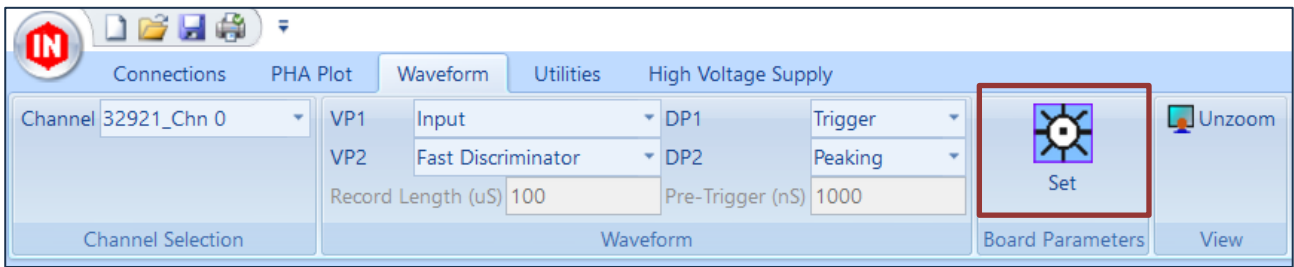 IN
Connections PHA Plot Waveform Utilities High Voltage Supply
Channel 32921_Chn 0 VP1 Input DP1 Trigger Unzoom
VP2 Fast Discriminator DP2 Peaking
Set
Record Length (uS) 100 Pre-Trigger (nS) 1000
Channel Selection Waveform Board Parameters View